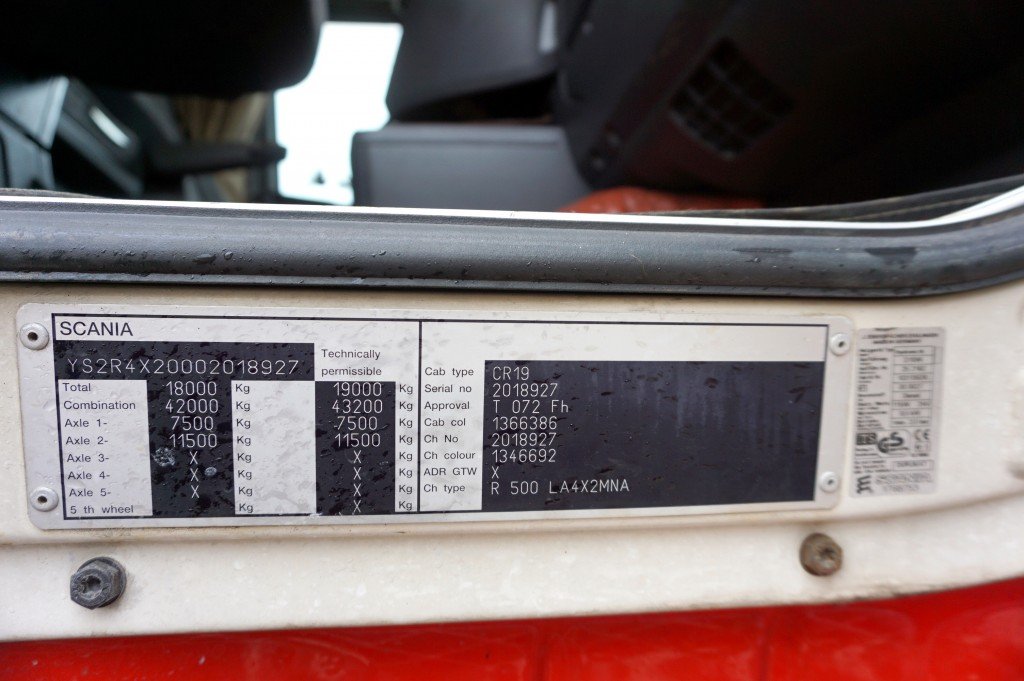 SCANIA
YS2R4X20002018927
Technically
permissible
Total 18000 Kg 19000 Kg
Combination 42000 Kg 43200 Kg
Axle 1- 7500 Kg 7500 Kg
Axle 2- 11500 Kg 11500 Kg
Axle 3- X Kg X Kg
Axle 4- X Kg X Kg
Axle 5- X Kg X Kg
5 th wheel Kg X Kg
Cab type CR19
Serial no 2018927
Approval T 072 Fh
Cab col 1366386
Ch No 2018927
Ch colour 1346692
ADR GTW X
Ch type R 500 LA4X2MNA
GS